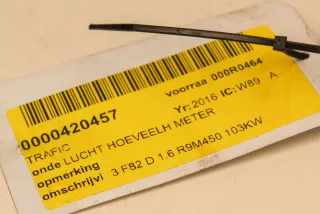 voorraa 000R0464
0000420457
Yr: 2016 IC: W89 A
TRAFIC
onde LUCHT HOEVEELH METER
opmerking
omschrijvi 3 F82 D 1.6 R9M450 103KW